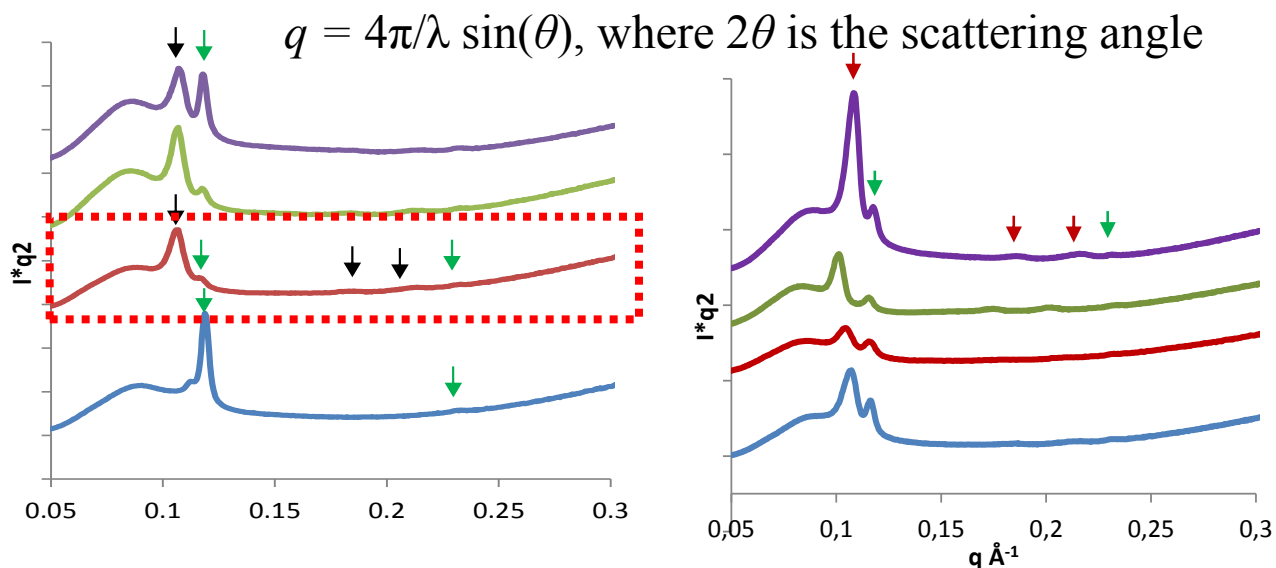 q = 4π/λ sin(θ), where 2θ is the scattering angle
I*q2
0.05 0.1 0.15 0.2 0.25 0.3
I*q2
0,05 0,1 0,15 0,2 0,25 0,3
q Å-1